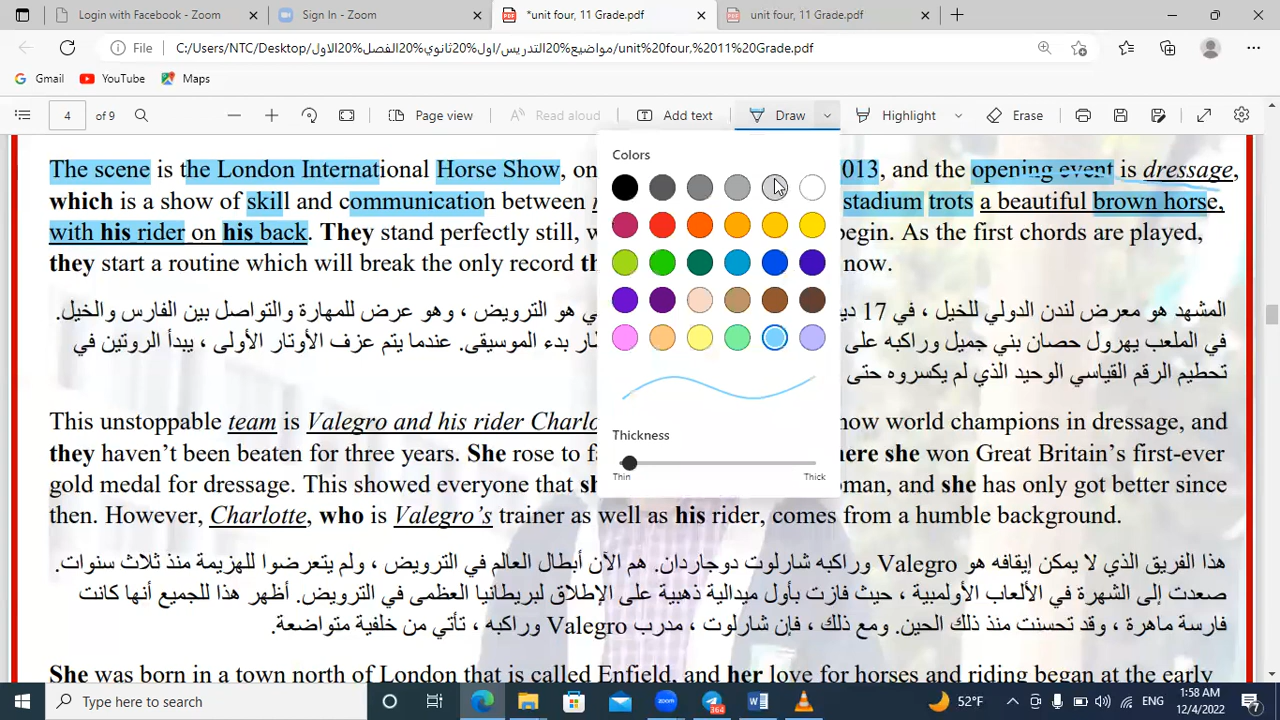 Login with Facebook - Zoom
Sign In - Zoom
*unit four, 11 Grade.pdf
unit four, 11 Grade.pdf
File
C:/Users/NTC/Desktop/مواضيع%20التدريس/اول%20ثانوي%20الفصل%20الاول/unit%20four,%2011%20Grade.pdf
Gmail
YouTube
Maps
4 of 9
Page view
Read aloud
Add text
Draw
Highlight
Erase
The scene is the London International Horse Show, on 013, and the opening event is dressage,
which is a show of skill and communication between stadium trots a beautiful brown horse,
with his rider on his back. They stand perfectly still, begin. As the first chords are played,
they start a routine which will break the only record now.
المشهد هو معرض لندن الدولي للخيل ، في 17 هو الترويض ، وهو عرض للمهارة والتواصل بين الفارس والخيل.
في الملعب يهرول حصان بني جميل وراكبه على بدء الموسيقى. عندما يتم عزف الأوتار الأولى ، يبدأ الروتين في
تحطيم الرقم القياسي الوحيد الذي لم يكسروه حتى
This unstoppable team is Valegro and his rider now world champions in dressage, and
they haven't been beaten for three years. She rose to she won Great Britain's first-ever
gold medal for dressage. This showed everyone that and she has only got better since
then. However, Charlotte, who is Valegro's trainer as well as his rider, comes from a humble background.
هذا الفريق الذي لا يمكن إيقافه هو Valegro وراكبه شارلوت دوجاردان. هم الآن أبطال العالم في الترويض ، ولم يتعرضوا للهزيمة منذ ثلاث سنوات.
صعدت إلى الشهرة في الألعاب الأولمبية ، حيث فازت بأول ميدالية ذهبية على الإطلاق لبريطانيا العظمى في الترويض. أظهر هذا للجميع أنها كانت
فارسة ماهرة ، وقد تحسنت منذ ذلك الحين. ومع ذلك ، فإن شارلوت ، مدرب Valegro وراكبه ، تأتي من خلفية متواضعة.
She was born in a town north of London that is called Enfield, and her love for horses and riding began at the early
Colors
Thickness
Thin
Thick
Type here to search
zoom
364
52°F
ENG
1:58 AM
12/4/2022
7